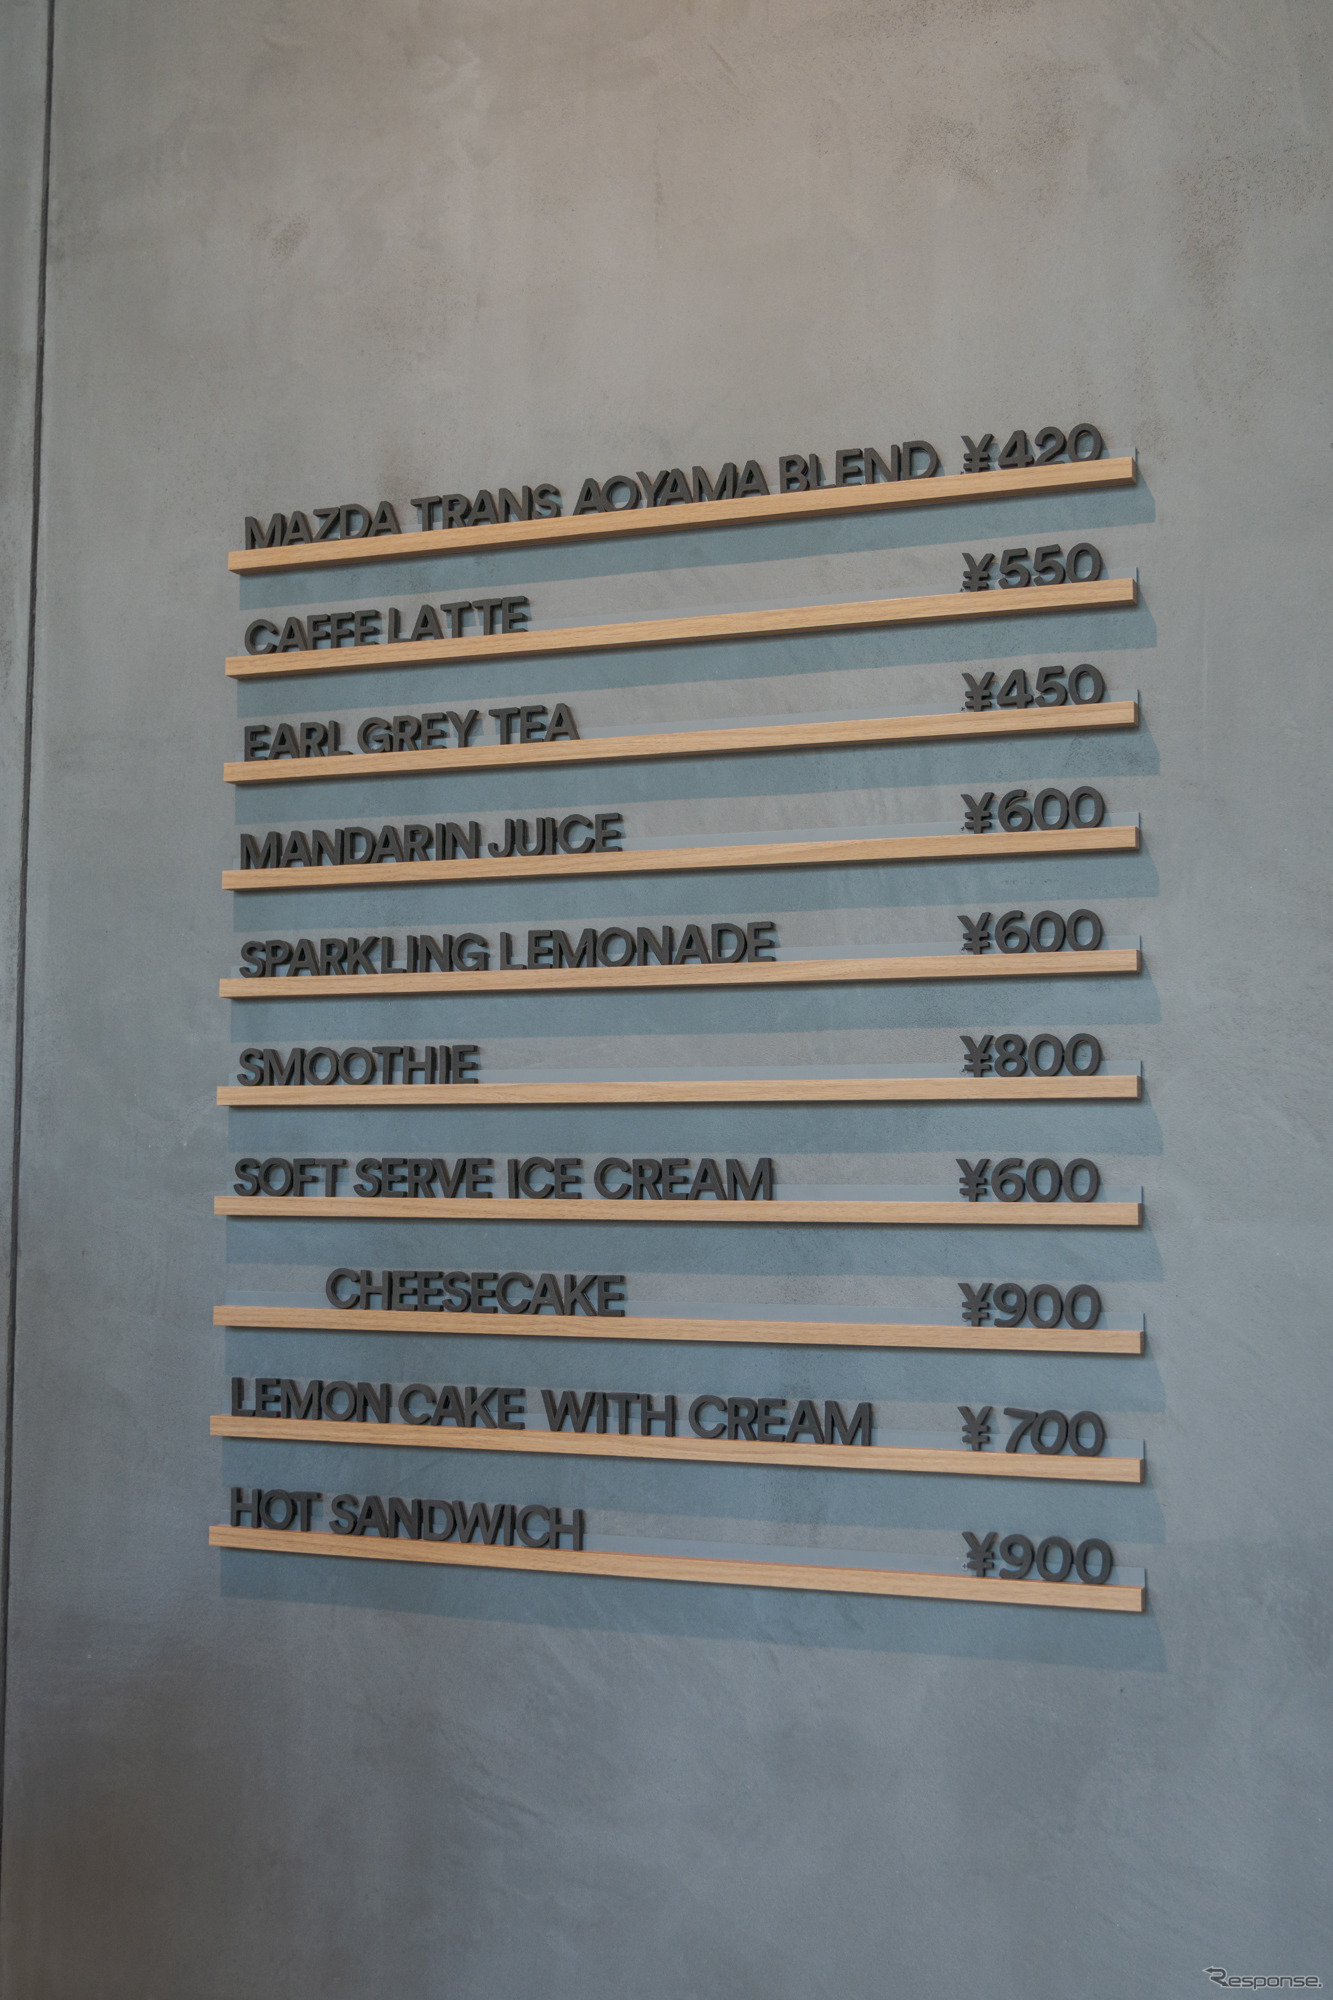 MAZDA TRANS AOYAMA BLEND ¥420
CAFFE LATTE ¥550
EARL GREY TEA ¥450
MANDARIN JUICE ¥600
SPARKLING LEMONADE ¥600
SMOOTHIE ¥800
SOFT SERVE ICE CREAM ¥600
CHEESECAKE ¥900
LEMON CAKE WITH CREAM ¥700
HOT SANDWICH ¥900
Response.